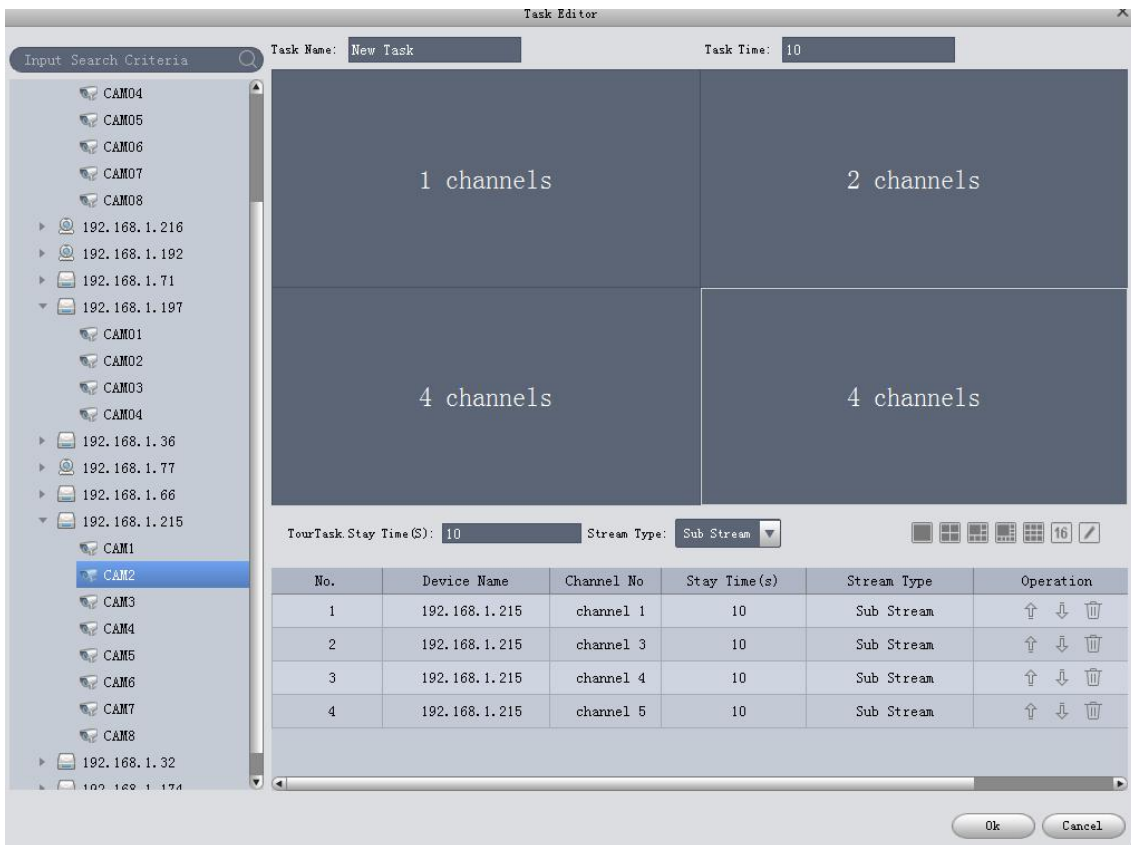 Task Editor
Input Search Criteria
CAM04
CAM05
CAM06
CAM07
CAM08
192.168.1.216
192.168.1.192
192.168.1.71
192.168.1.197
CAM01
CAM02
CAM03
CAM04
192.168.1.36
192.168.1.77
192.168.1.66
192.168.1.215
CAM1
CAM2
CAM3
CAM4
CAM5
CAM6
CAM7
CAM8
192.168.1.32
192.168.1.174
Task Name: New Task Task Time: 10
1 channels 2 channels
4 channels 4 channels
TourTask.Stay Time(S): 10 Stream Type: Sub Stream 16
No. Device Name Channel No Stay Time(s) Stream Type Operation
1 192.168.1.215 channel 1 10 Sub Stream
2 192.168.1.215 channel 3 10 Sub Stream
3 192.168.1.215 channel 4 10 Sub Stream
4 192.168.1.215 channel 5 10 Sub Stream
Ok Cancel